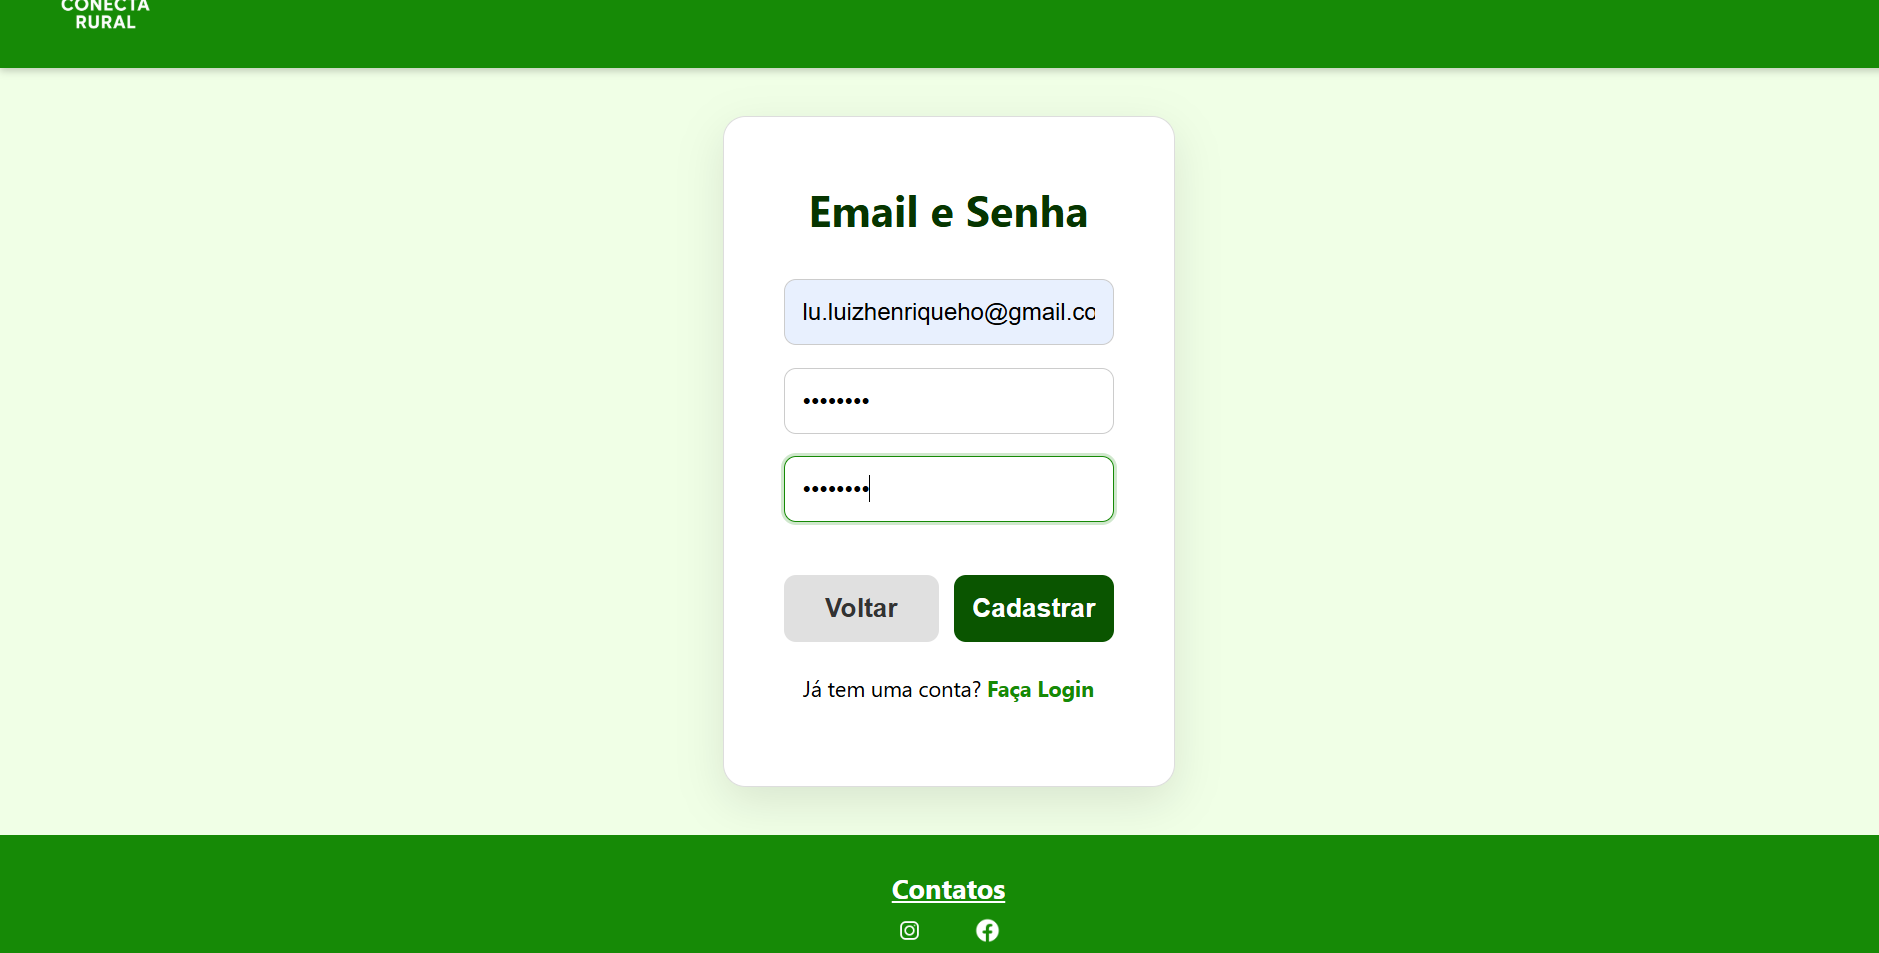 CONECTA
RURAL
Email e Senha
lu.luizhenriqueho@gmail.co
••••••••
••••••••
Voltar
Cadastrar
Já tem uma conta? Faça Login
Contatos